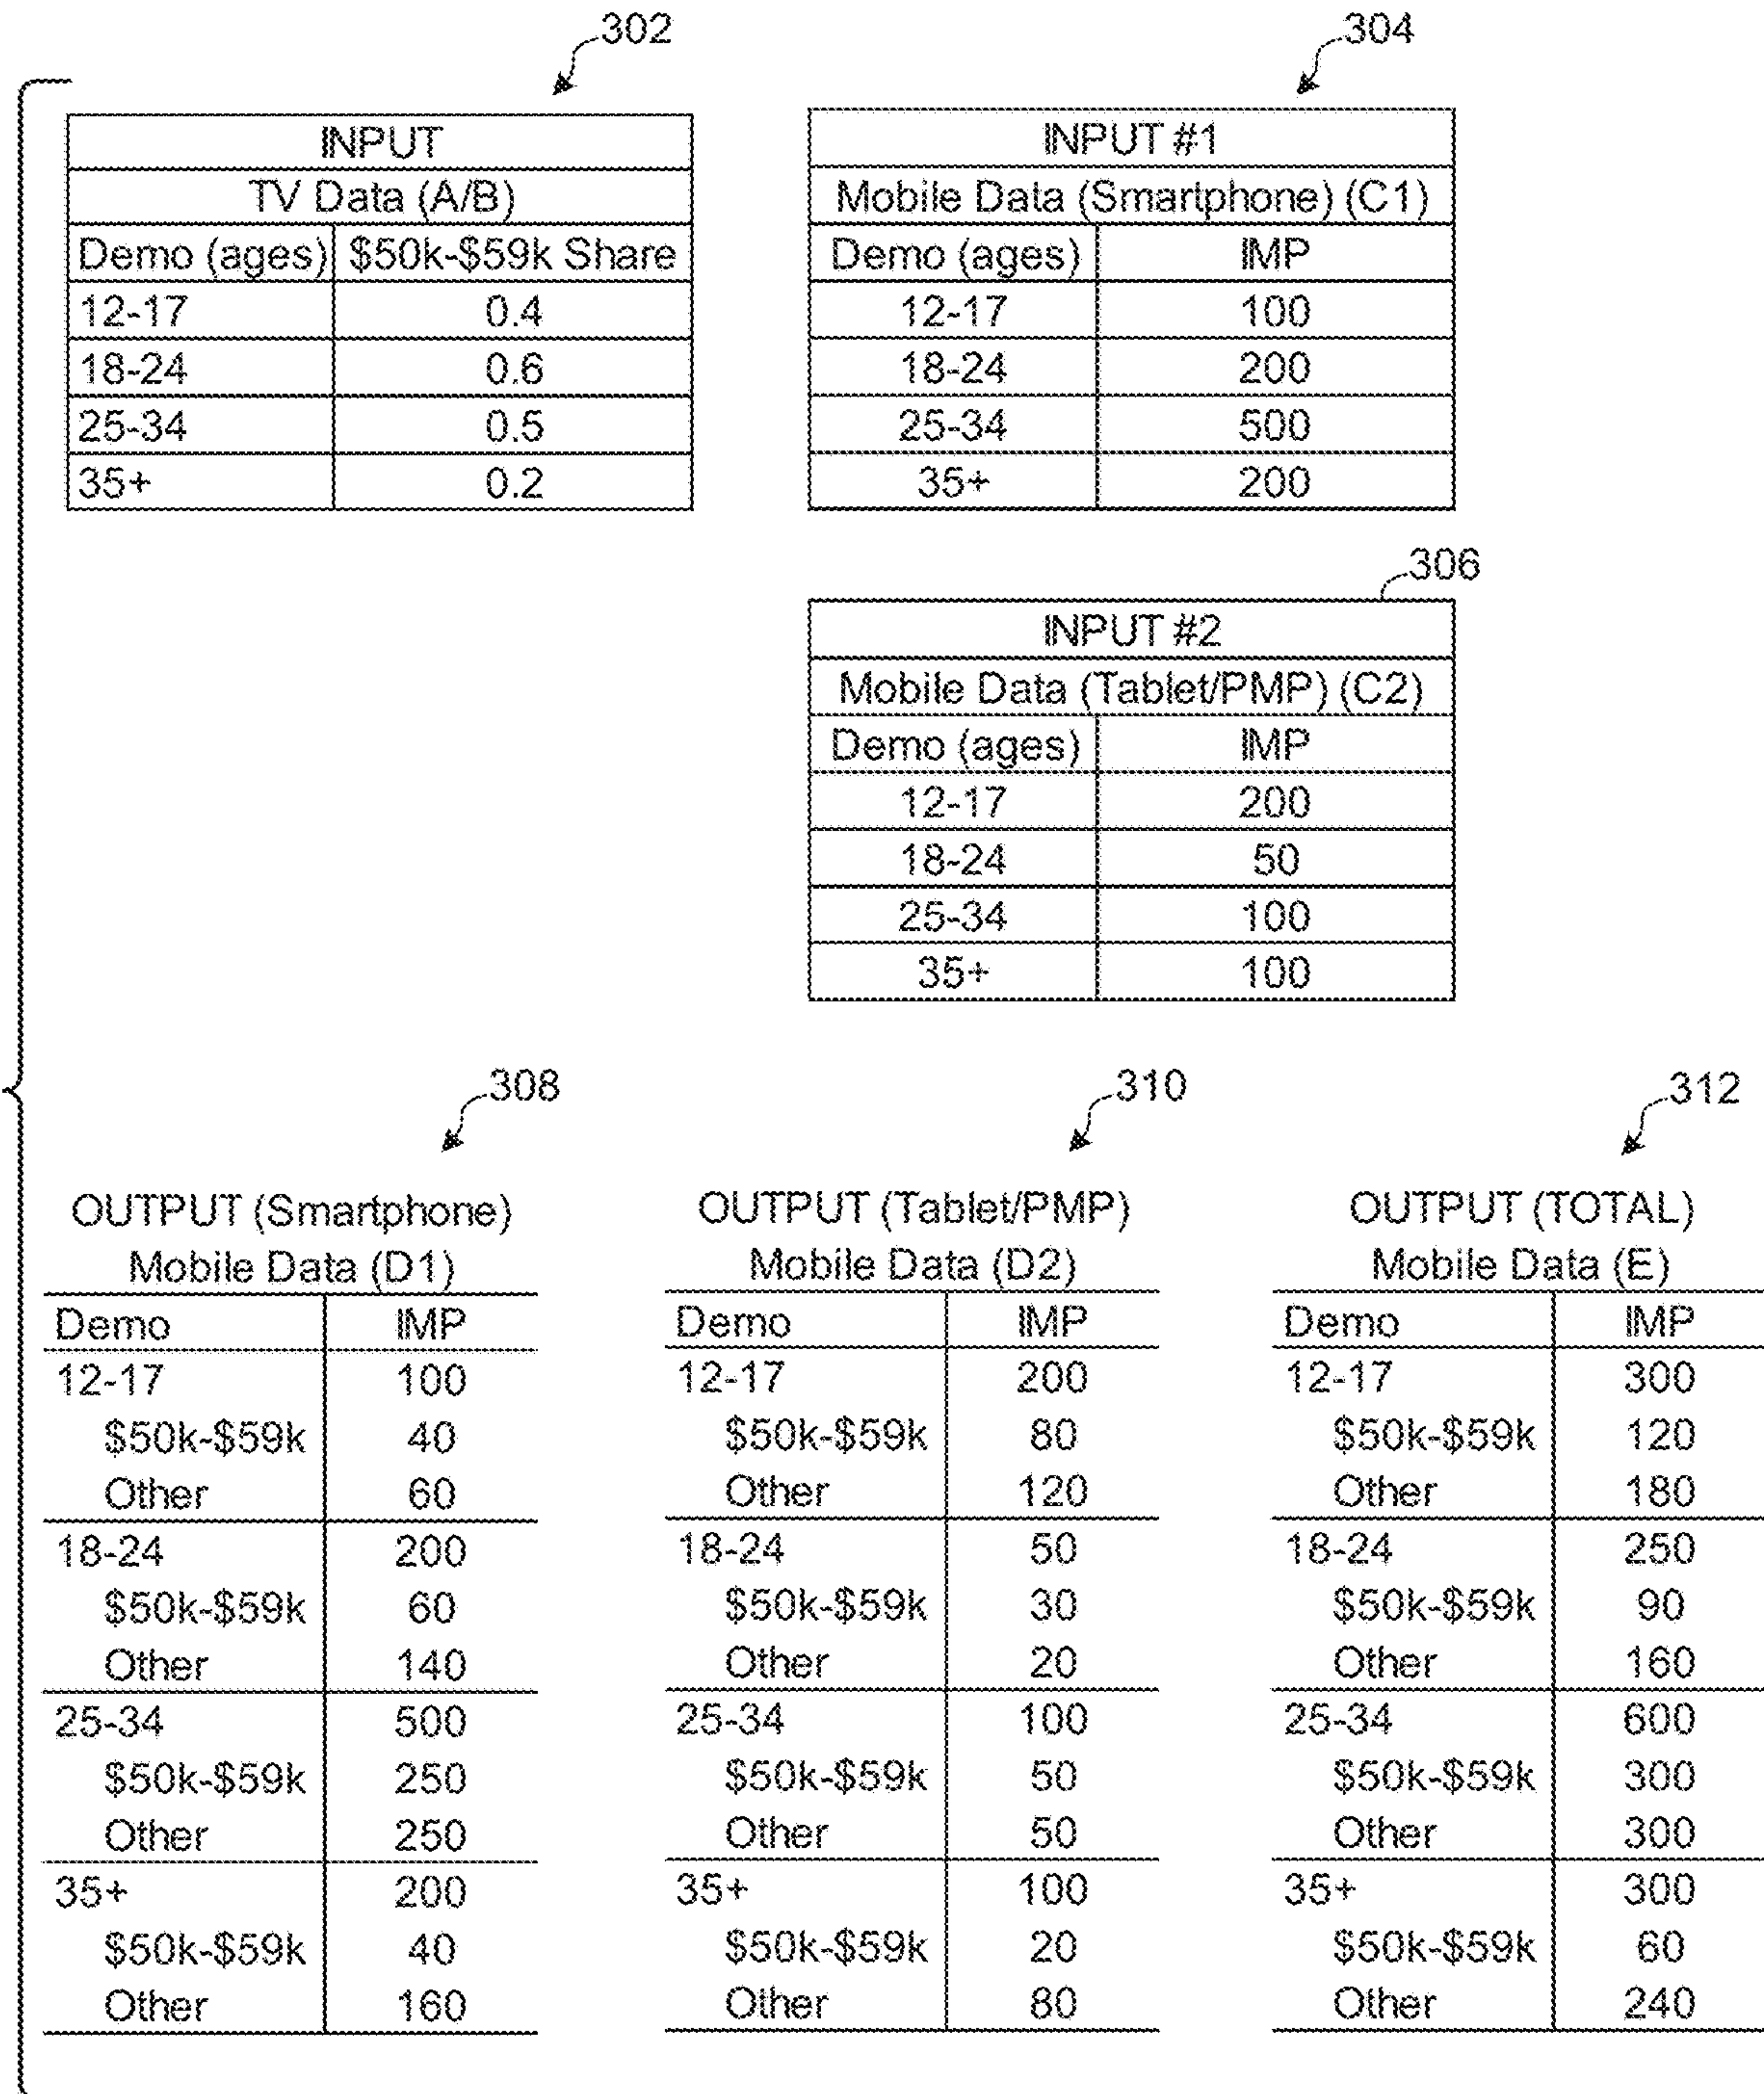 302
INPUT
TV Data (A/B)
Demo (ages) $50k-$59k Share
12-17 0.4
18-24 0.6
25-34 0.5
35+ 0.2
304
INPUT #1
Mobile Data (Smartphone) (C1)
Demo (ages) IMP
12-17 100
18-24 200
25-34 500
35+ 200
306
INPUT #2
Mobile Data (Tablet/PMP) (C2)
Demo (ages) IMP
12-17 200
18-24 50
25-34 100
35+ 100
308
OUTPUT (Smartphone)
Mobile Data (D1)
Demo IMP
12-17 100
$50k-$59k 40
Other 60
18-24 200
$50k-$59k 60
Other 140
25-34 500
$50k-$59k 250
Other 250
35+ 200
$50k-$59k 40
Other 160
310
OUTPUT (Tablet/PMP)
Mobile Data (D2)
Demo IMP
12-17 200
$50k-$59k 80
Other 120
18-24 50
$50k-$59k 30
Other 20
25-34 100
$50k-$59k 50
Other 50
35+ 100
$50k-$59k 20
Other 80
312
OUTPUT (TOTAL)
Mobile Data (E)
Demo IMP
12-17 300
$50k-$59k 120
Other 180
18-24 250
$50k-$59k 90
Other 160
25-34 600
$50k-$59k 300
Other 300
35+ 300
$50k-$59k 60
Other 240